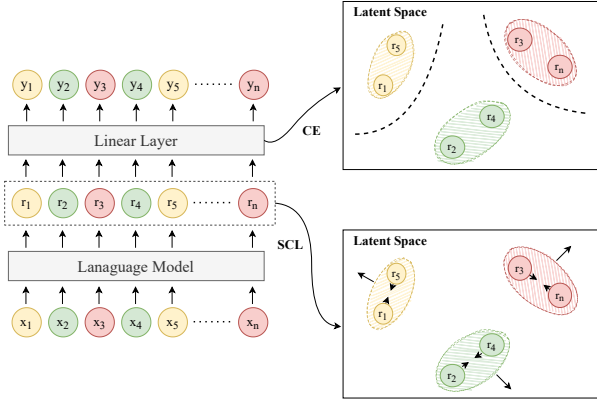 y1 y2 y3 y4 y5 ······· yn
Linear Layer
r1 r2 r3 r4 r5 ······· rn
Lanaguage Model
x1 x2 x3 x4 x5 ······· xn
CE
SCL
Latent Space
r5
r1
r3
rn
r4
r2
Latent Space
r5
r1
r3
rn
r4
r2